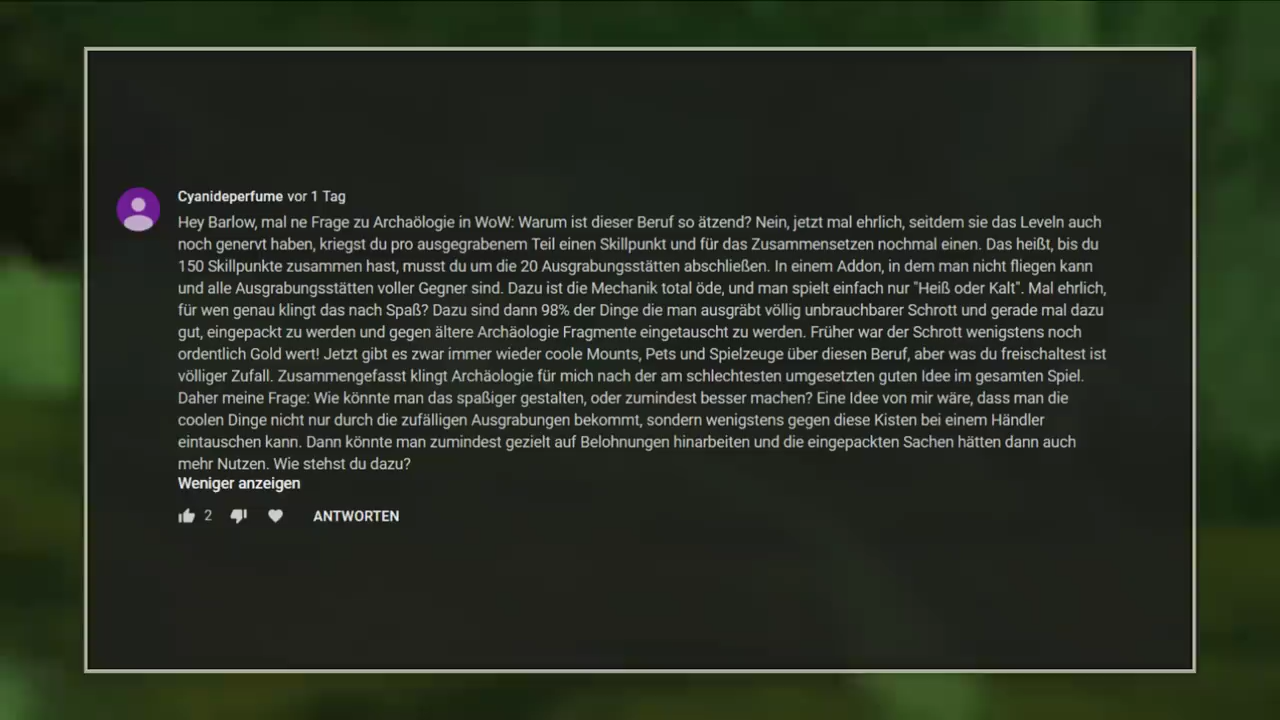 Cyanideperfume vor 1 Tag
Hey Barlow, mal ne Frage zu Archaölogie in WoW: Warum ist dieser Beruf so ätzend? Nein, jetzt mal ehrlich, seitdem sie das Leveln auch
noch genervt haben, kriegst du pro ausgegrabenem Teil einen Skillpunkt und für das Zusammensetzen nochmal einen. Das heißt, bis du
150 Skillpunkte zusammen hast, musst du um die 20 Ausgrabungsstätten abschließen. In einem Addon, in dem man nicht fliegen kann
und alle Ausgrabungsstätten voller Gegner sind. Dazu ist die Mechanik total öde, und man spielt einfach nur "Heiß oder Kalt". Mal ehrlich,
für wen genau klingt das nach Spaß? Dazu sind dann 98% der Dinge die man ausgräbt völlig unbrauchbarer Schrott und gerade mal dazu
gut, eingepackt zu werden und gegen ältere Archäologie Fragmente eingetauscht zu werden. Früher war der Schrott wenigstens noch
ordentlich Gold wert! Jetzt gibt es zwar immer wieder coole Mounts, Pets und Spielzeuge über diesen Beruf, aber was du freischaltest ist
völliger Zufall. Zusammengefasst klingt Archäologie für mich nach der am schlechtesten umgesetzten guten Idee im gesamten Spiel.
Daher meine Frage: Wie könnte man das spaßiger gestalten, oder zumindest besser machen? Eine Idee von mir wäre, dass man die
coolen Dinge nicht nur durch die zufälligen Ausgrabungen bekommt, sondern wenigstens gegen diese Kisten bei einem Händler
eintauschen kann. Dann könnte man zumindest gezielt auf Belohnungen hinarbeiten und die eingepackten Sachen hätten dann auch
mehr Nutzen. Wie stehst du dazu?
Weniger anzeigen
2 ANTWORTEN